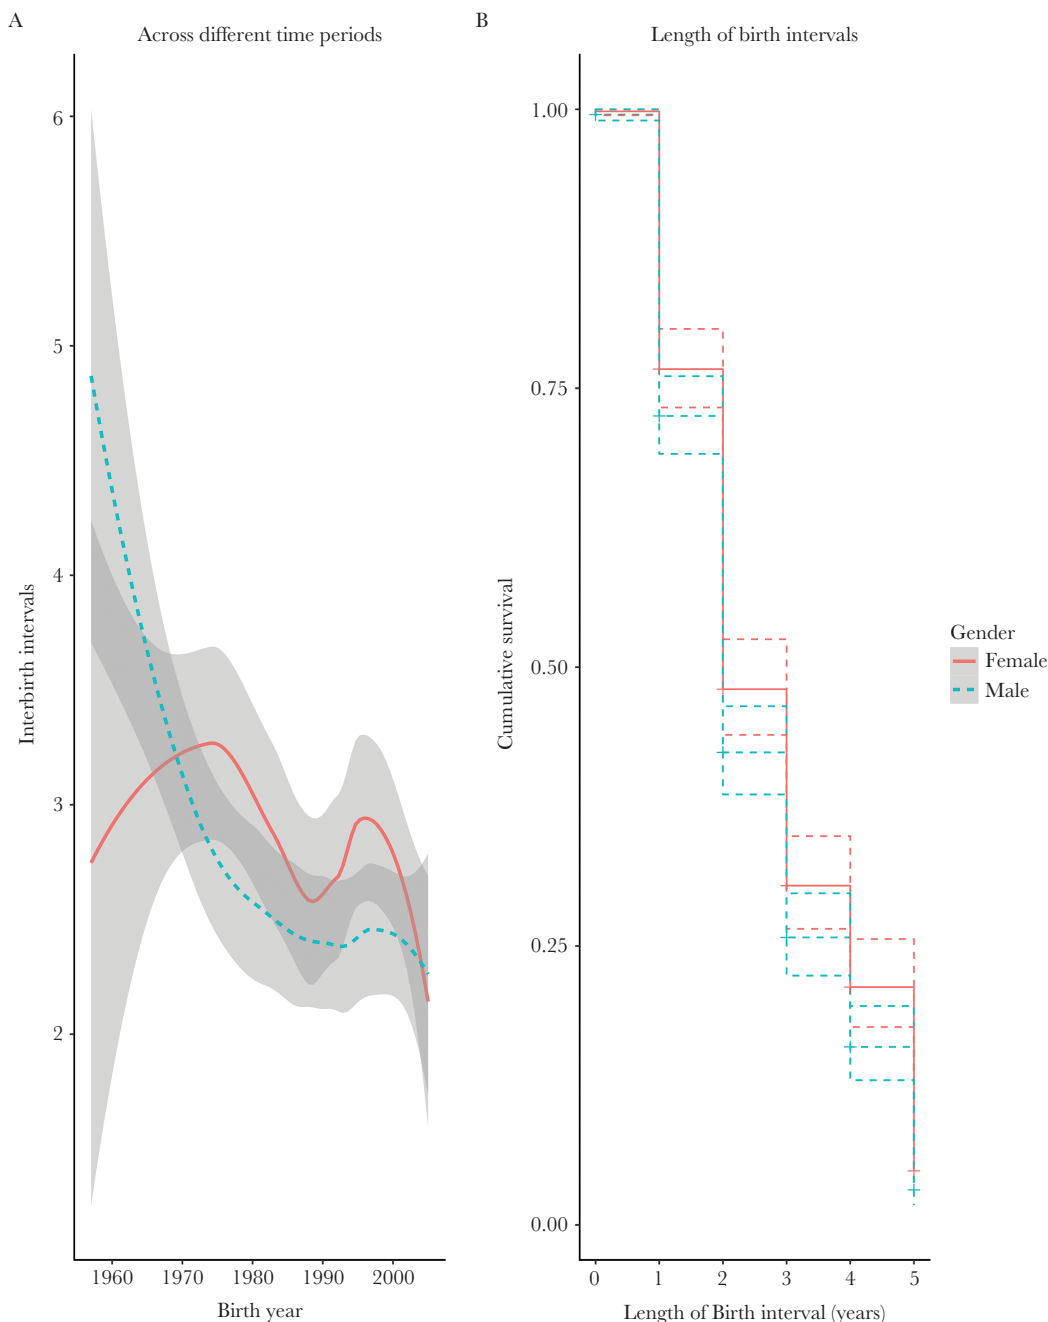 A
Across different time periods
6
5
4
3
2
Interbirth intervals
1960 1970 1980 1990 2000
Birth year
B
Length of birth intervals
1.00
0.75
0.50
0.25
0.00
Cumulative survival
0 1 2 3 4 5
Length of Birth interval (years)
Gender
Female
Male